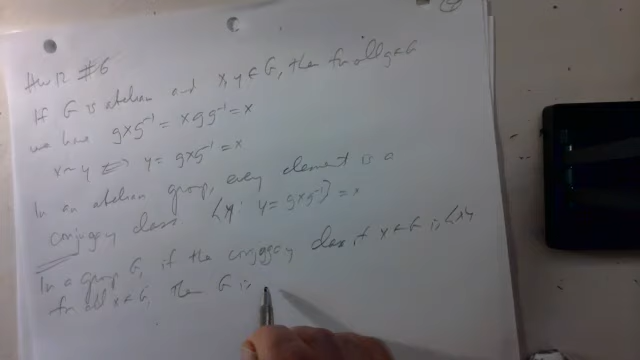 HW 12 #6
If G is abelian and x, y ∈ G, then for all g ∈ G
we have gxg⁻¹ = xgg⁻¹ = x
x ~ y ⟺ y = gxg⁻¹ = x
In an abelian group, every element is a
conjugacy class {y: y = gxg⁻¹} = x
In a group G, if the conjugacy class of x ∈ G is {x}
for all x ∈ G, then G is